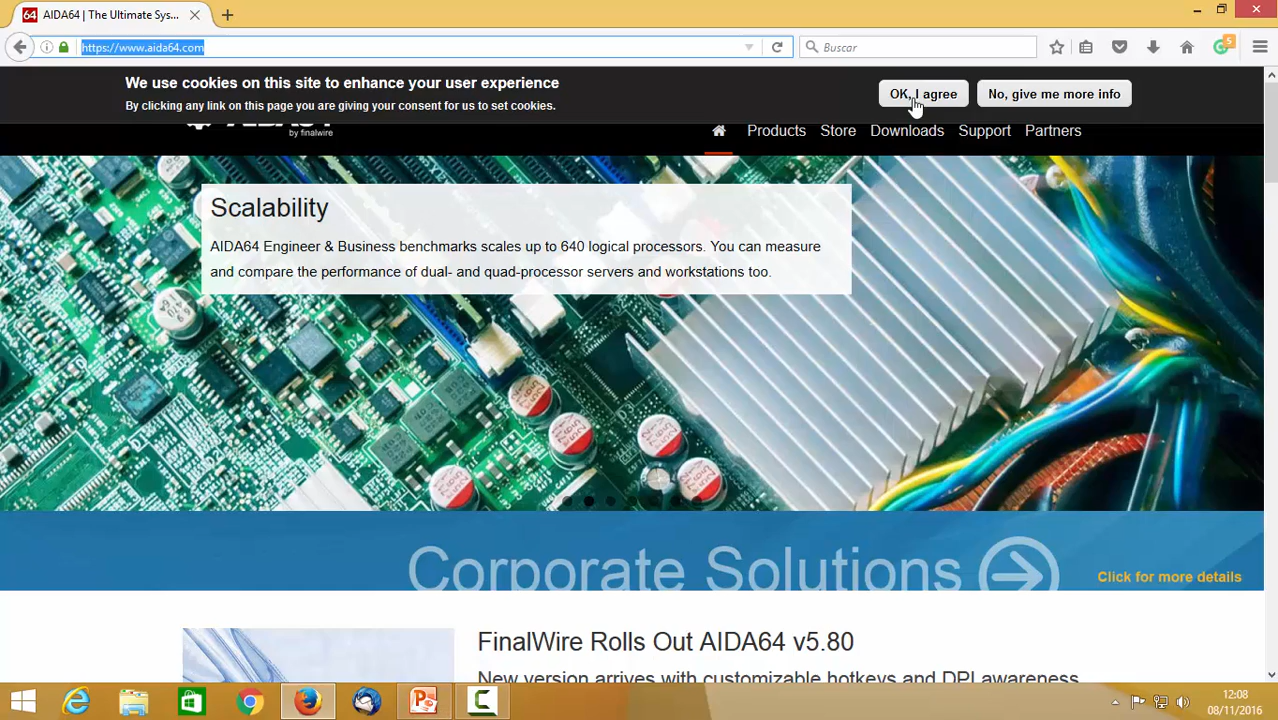 64 AIDA64 | The Ultimate Sys...
https://www.aida64.com
Buscar
5
We use cookies on this site to enhance your user experience
By clicking any link on this page you are giving your consent for us to set cookies.
OK, I agree
No, give me more info
by finalwire
Products Store Downloads Support Partners
Scalability
AIDA64 Engineer & Business benchmarks scales up to 640 logical processors. You can measure
and compare the performance of dual- and quad-processor servers and workstations too.
Corporate Solutions
Click for more details
FinalWire Rolls Out AIDA64 v5.80
New version arrives with customizable hotkeys and DPI awareness
12:08
08/11/2016